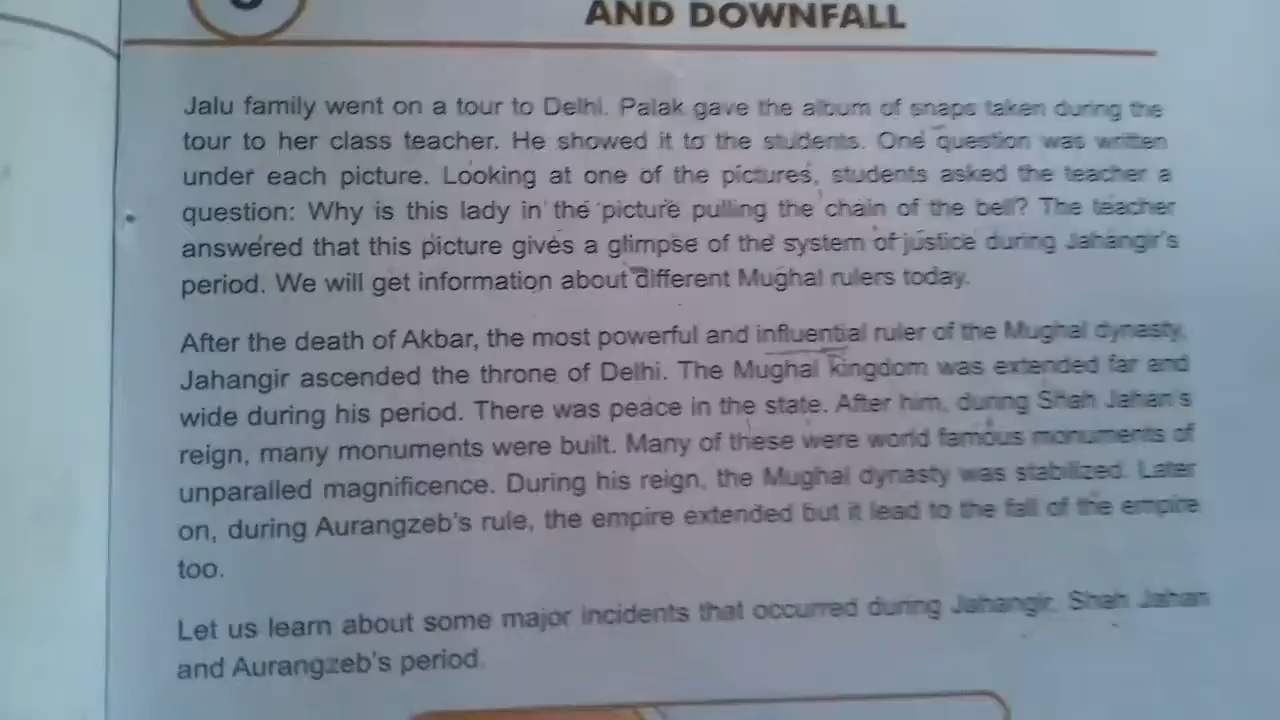 AND DOWNFALL
Jalu family went on a tour to Delhi. Palak gave the album of snaps taken during the
tour to her class teacher. He showed it to the students. One question was written
under each picture. Looking at one of the pictures, students asked the teacher a
question: Why is this lady in the picture pulling the chain of the bell? The teacher
answered that this picture gives a glimpse of the system of justice during Jahangir's
period. We will get information about different Mughal rulers today.
After the death of Akbar, the most powerful and influential ruler of the Mughal dynasty,
Jahangir ascended the throne of Delhi. The Mughal kingdom was extended far and
wide during his period. There was peace in the state. After him, during Shah Jahan's
reign, many monuments were built. Many of these were world famous monuments of
unparalled magnificence. During his reign, the Mughal dynasty was stabilized. Later
on, during Aurangzeb's rule, the empire extended but it lead to the fall of the empire
too.
Let us learn about some major incidents that occurred during Jahangir, Shah Jahan
and Aurangzeb's period.